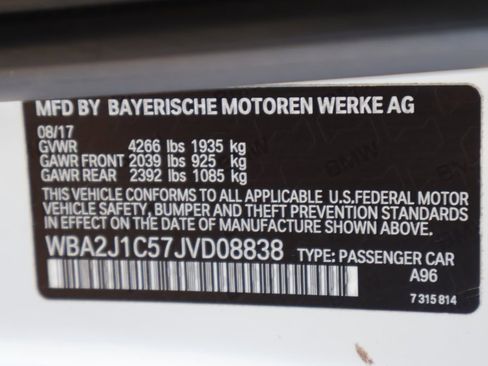 MFD BY BAYERISCHE MOTOREN WERKE AG
08/17
GVWR 4266 lbs 1935 kg
GAWR FRONT 2039 lbs 925 kg
GAWR REAR 2392 lbs 1085 kg
THIS VEHICLE CONFORMS TO ALL APPLICABLE U.S.FEDERAL MOTOR
VEHICLE SAFETY, BUMPER AND THEFT PREVENTION STANDARDS
IN EFFECT ON THE DATE OF MANUFACTURE SHOWN ABOVE.
WBA2J1C57JVD08838 TYPE: PASSENGER CAR
A96
7 315 814